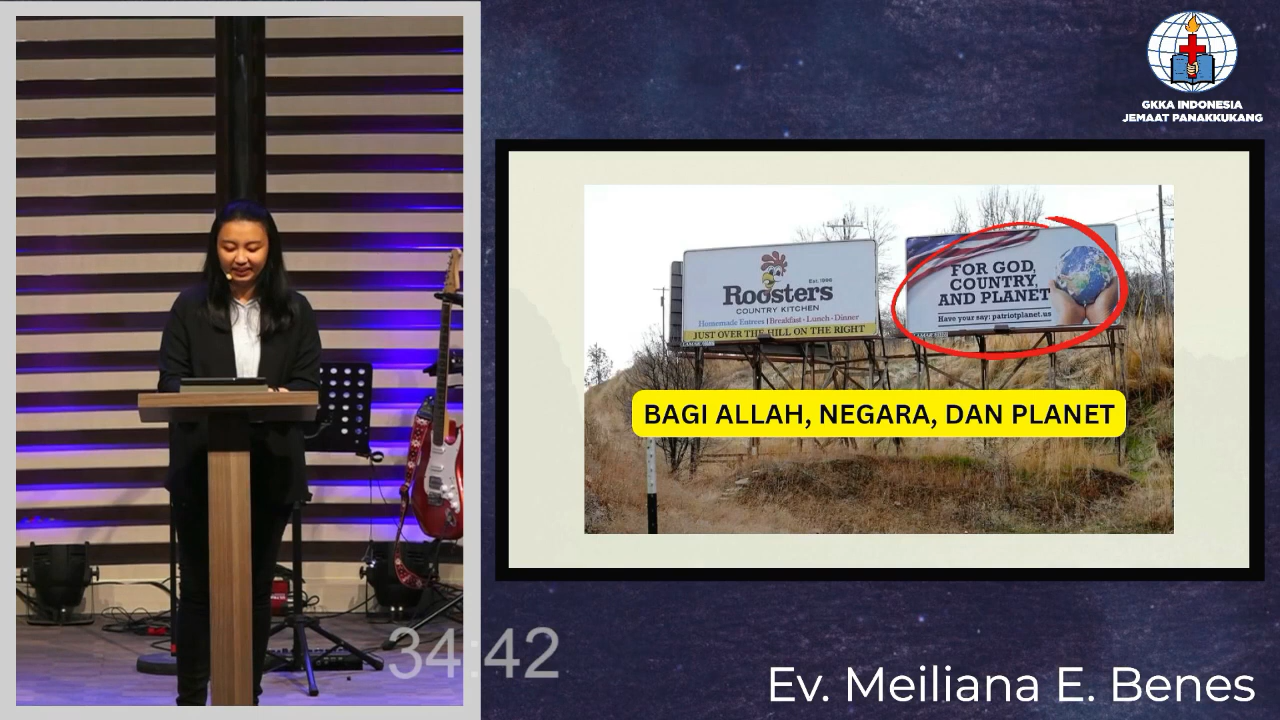 GKKA INDONESIA
JEMAAT PANAKKUKANG
Est. 1996
Roosters
COUNTRY KITCHEN
Homemade Entrees | Breakfast - Lunch - Dinner
JUST OVER THE HILL ON THE RIGHT
LAMAR
FOR GOD,
COUNTRY,
AND PLANET
Have your say: patriotplanet.us
BAGI ALLAH, NEGARA, DAN PLANET
34:42
Ev. Meiliana E. Benes